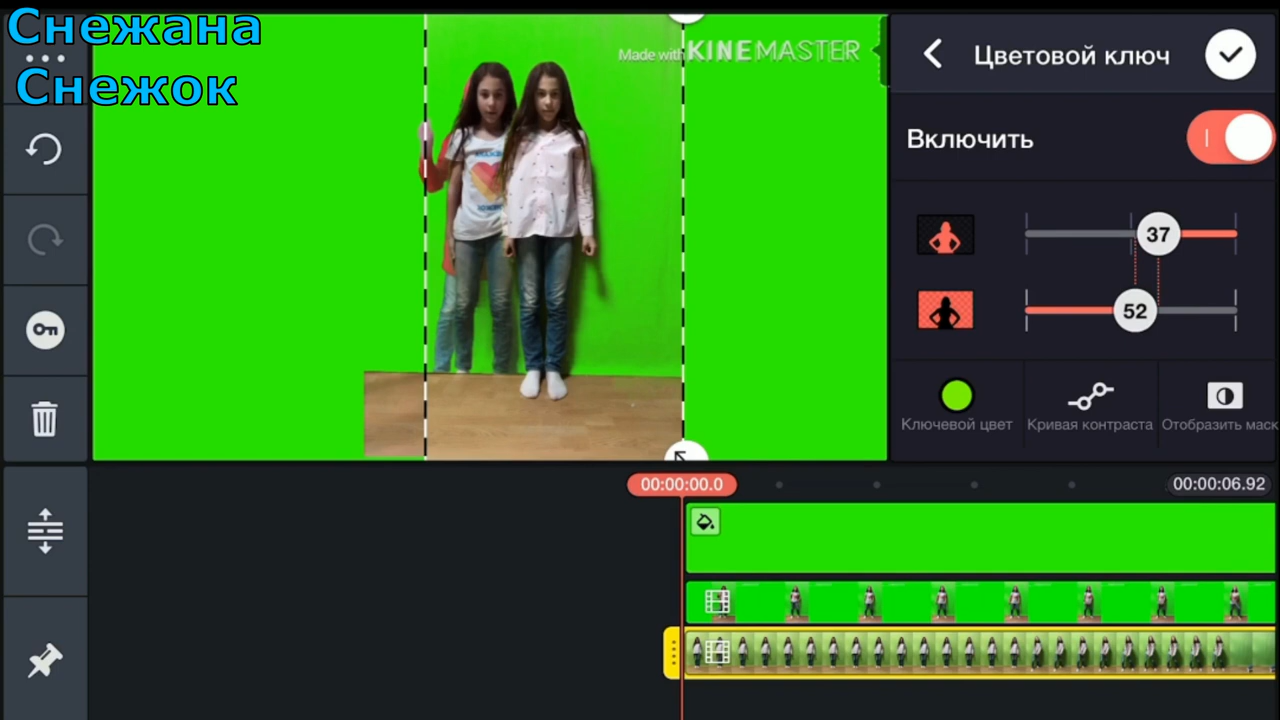 Снежана
Снежок
Made with KINEMASTER
Цветовой ключ
Включить
37
52
Ключевой цвет
Кривая контраста
Отобразить маск
00:00:00.0
00:00:06.92